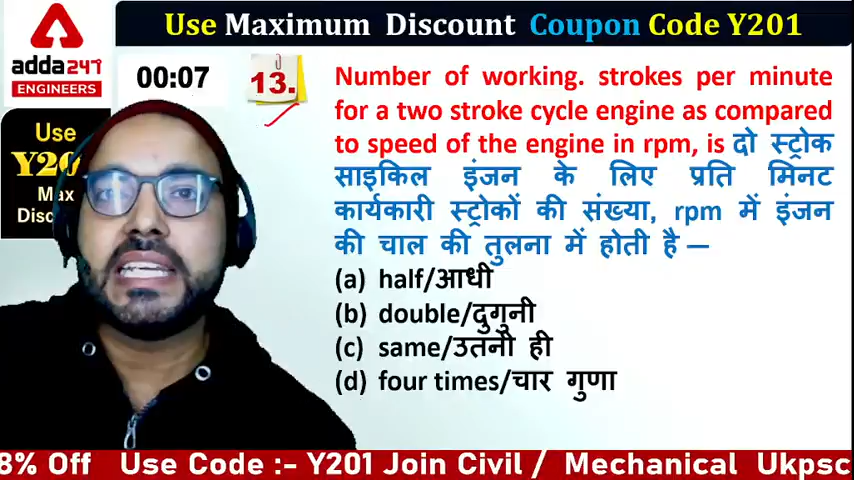 Use Maximum Discount Coupon Code Y201
adda247
ENGINEERS
00:07
13.
Use
Y20
Max
Disc
Number of working. strokes per minute
for a two stroke cycle engine as compared
to speed of the engine in rpm, is दो स्ट्रोक
साइकिल इंजन के लिए प्रति मिनट
कार्यकारी स्ट्रोकों की संख्या, rpm में इंजन
की चाल की तुलना में होती है —
(a) half/आधी
(b) double/दुगुनी
(c) same/उतनी ही
(d) four times/चार गुणा
8% Off Use Code :- Y201 Join Civil / Mechanical Ukpsc